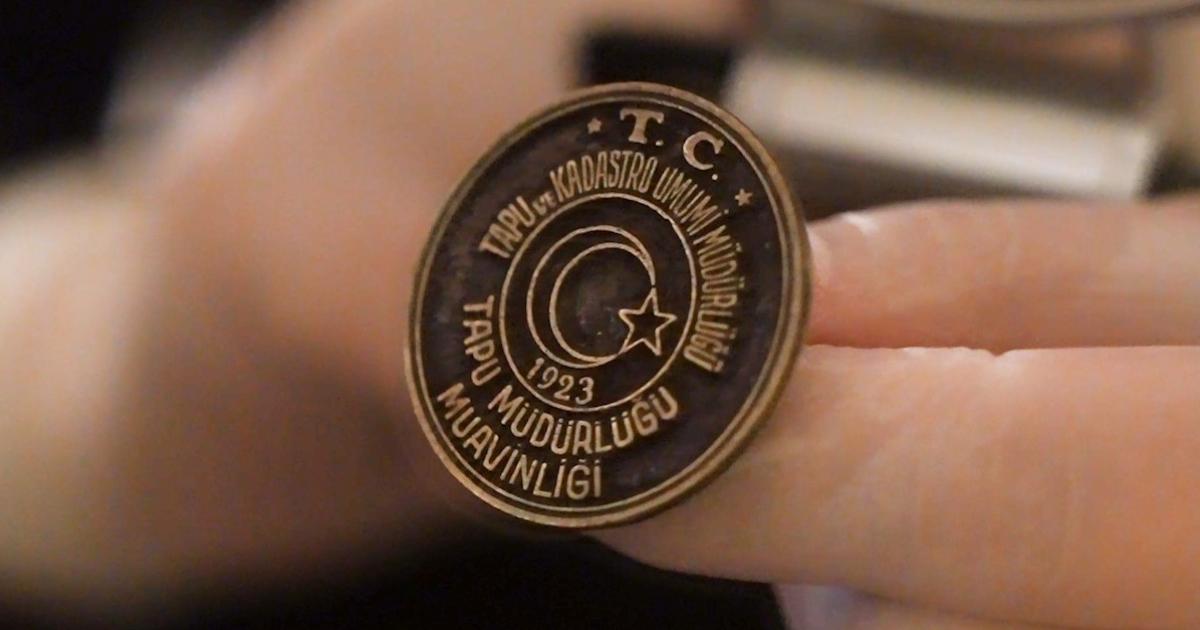 T. C.
TAPU VE KADASTRO UMUMİ MÜDÜRLÜĞÜ
1923
TAPU MÜDÜRLÜĞÜ
MUAVİNLİĞİ